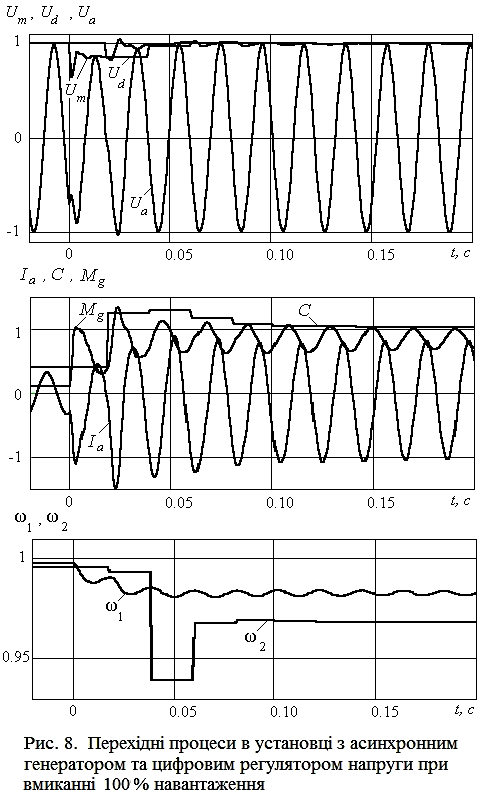 U_m , U_d , U_a
1
0
-1
U_m
U_d
U_a
0 0.05 0.10 0.15 t, c
I_a , C , M_g
1
0
-1
M_g
C
I_a
0 0.05 0.10 0.15 t, c
ω_1 , ω_2
1
0.95
ω_1
ω_2
0 0.05 0.10 0.15 t, c
Рис. 8. Перехідні процеси в установці з асинхронним
генератором та цифровим регулятором напруги при
вмиканні 100 % навантаження